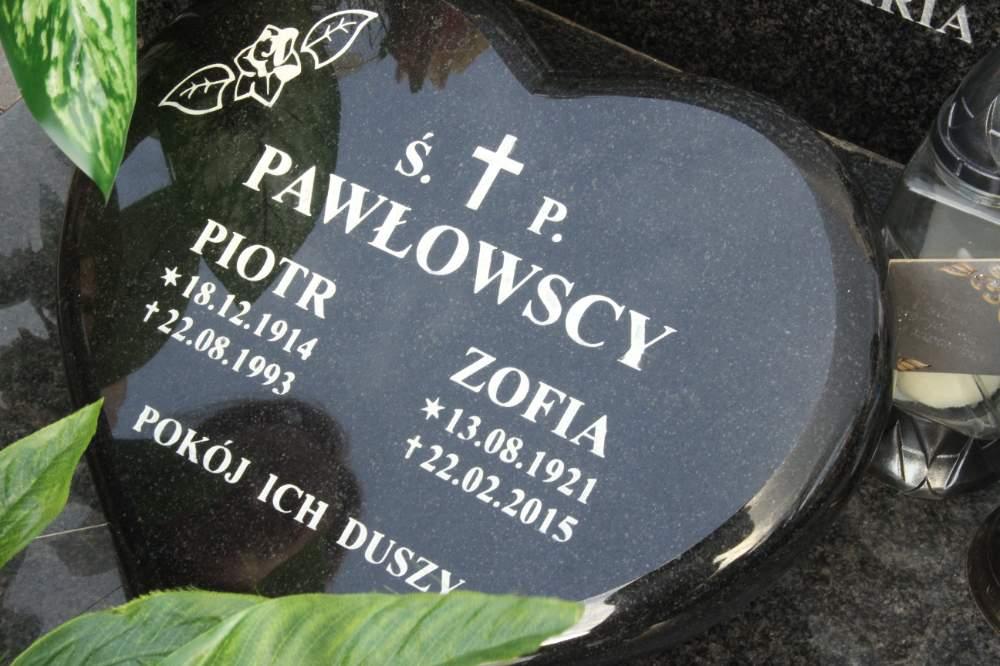 Ś. P.
PAWŁOWSCY
PIOTR
*18.12.1914
†22.08.1993
ZOFIA
*13.08.1921
†22.02.2015
POKÓJ ICH DUSZY